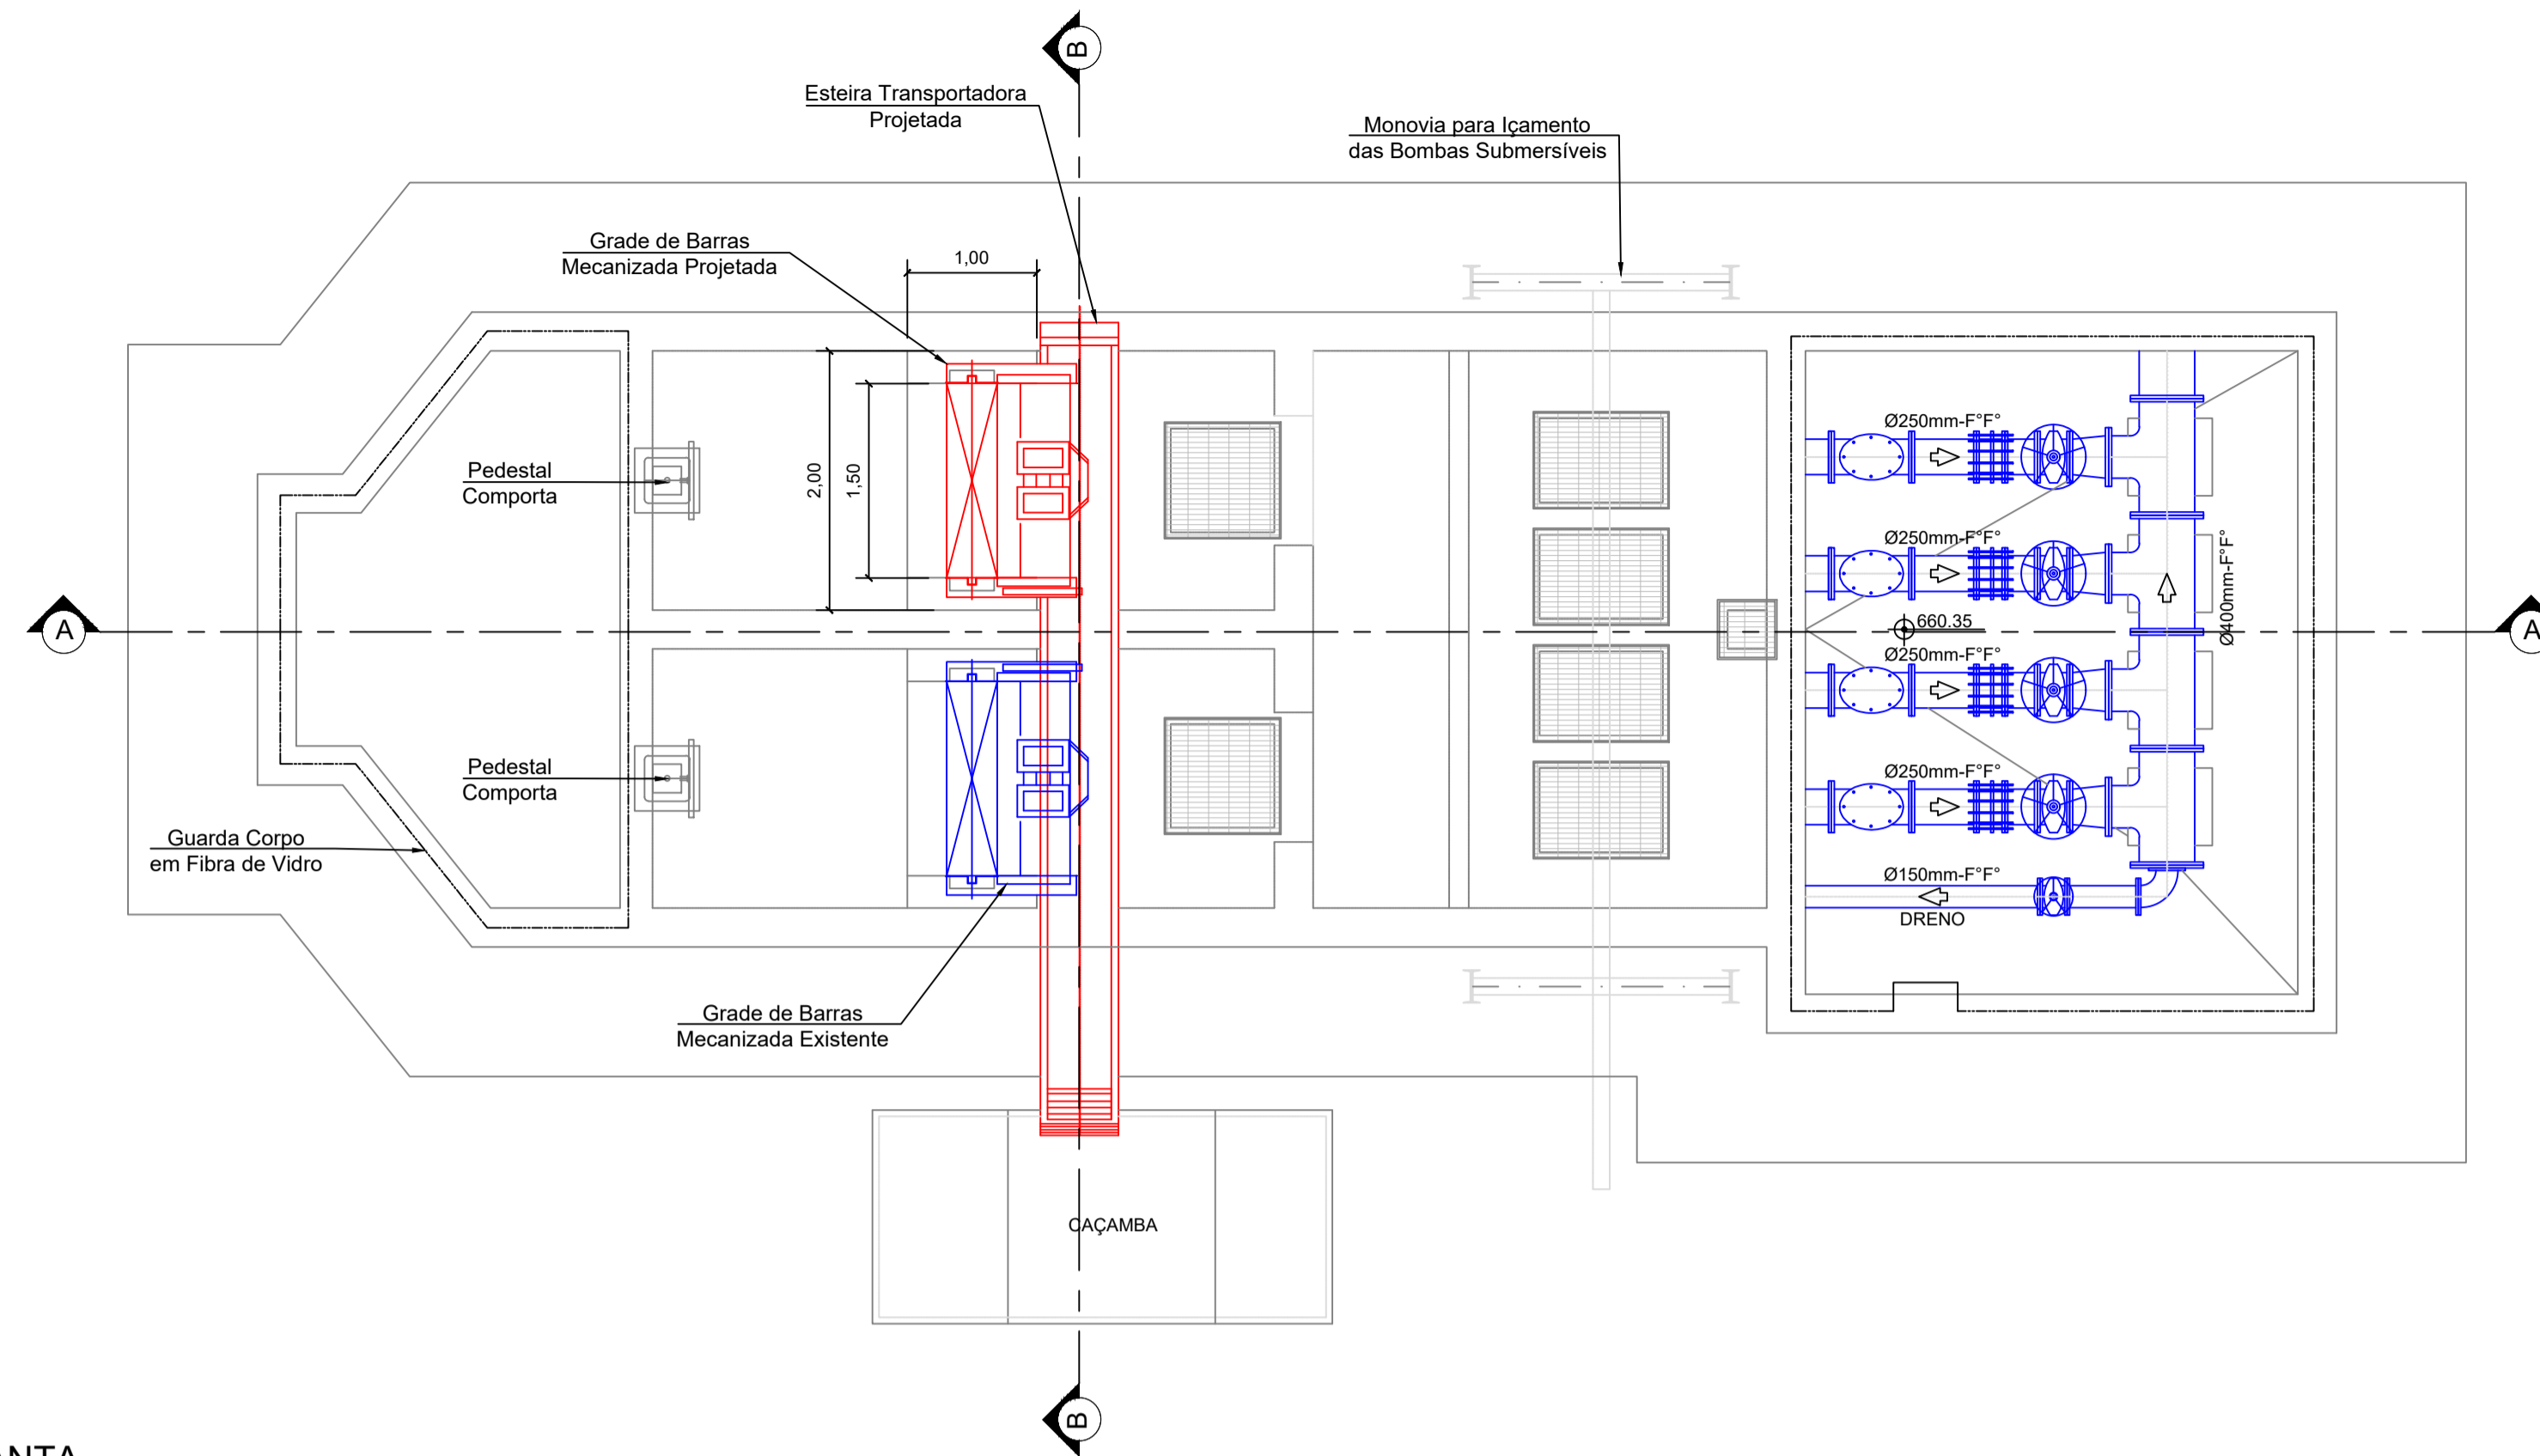 B
Esteira Transportadora
Projetada
Monovia para Içamento
das Bombas Submersíveis
Grade de Barras
Mecanizada Projetada
1,00
2,00
1,50
Pedestal
Comporta
Ø250mm-F°F°
Ø250mm-F°F°
Ø400mm-F°F°
A
660.35
A
Ø250mm-F°F°
Pedestal
Comporta
Ø250mm-F°F°
Guarda Corpo
em Fibra de Vidro
Ø150mm-F°F°
DRENO
Grade de Barras
Mecanizada Existente
CAÇAMBA
B
ANTA